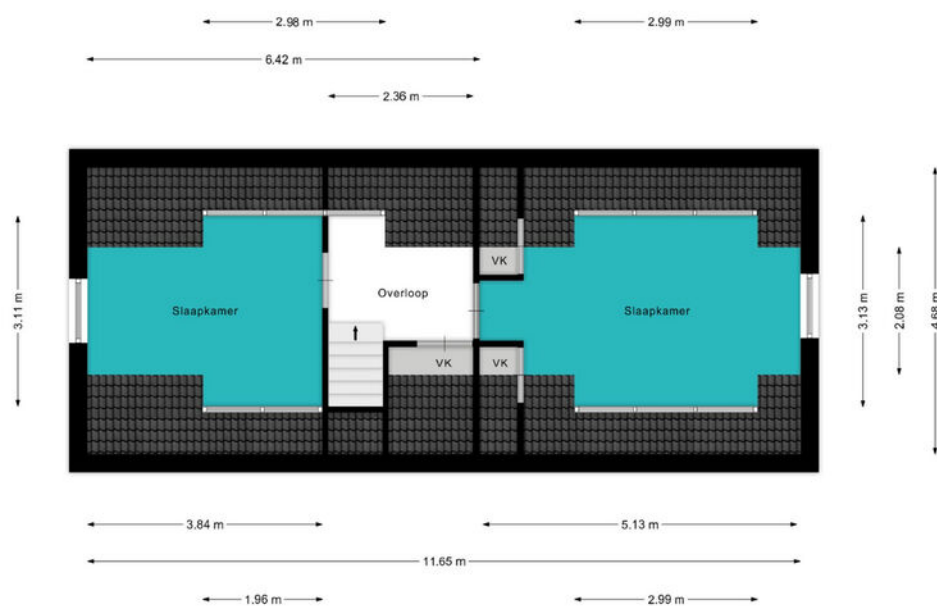 2.98 m
2.99 m
6.42 m
2.36 m
VK
Slaapkamer
Overloop
Slaapkamer
3.11 m
3.13 m
2.08 m
4.68 m
VK
VK
3.84 m
5.13 m
11.65 m
1.96 m
2.99 m